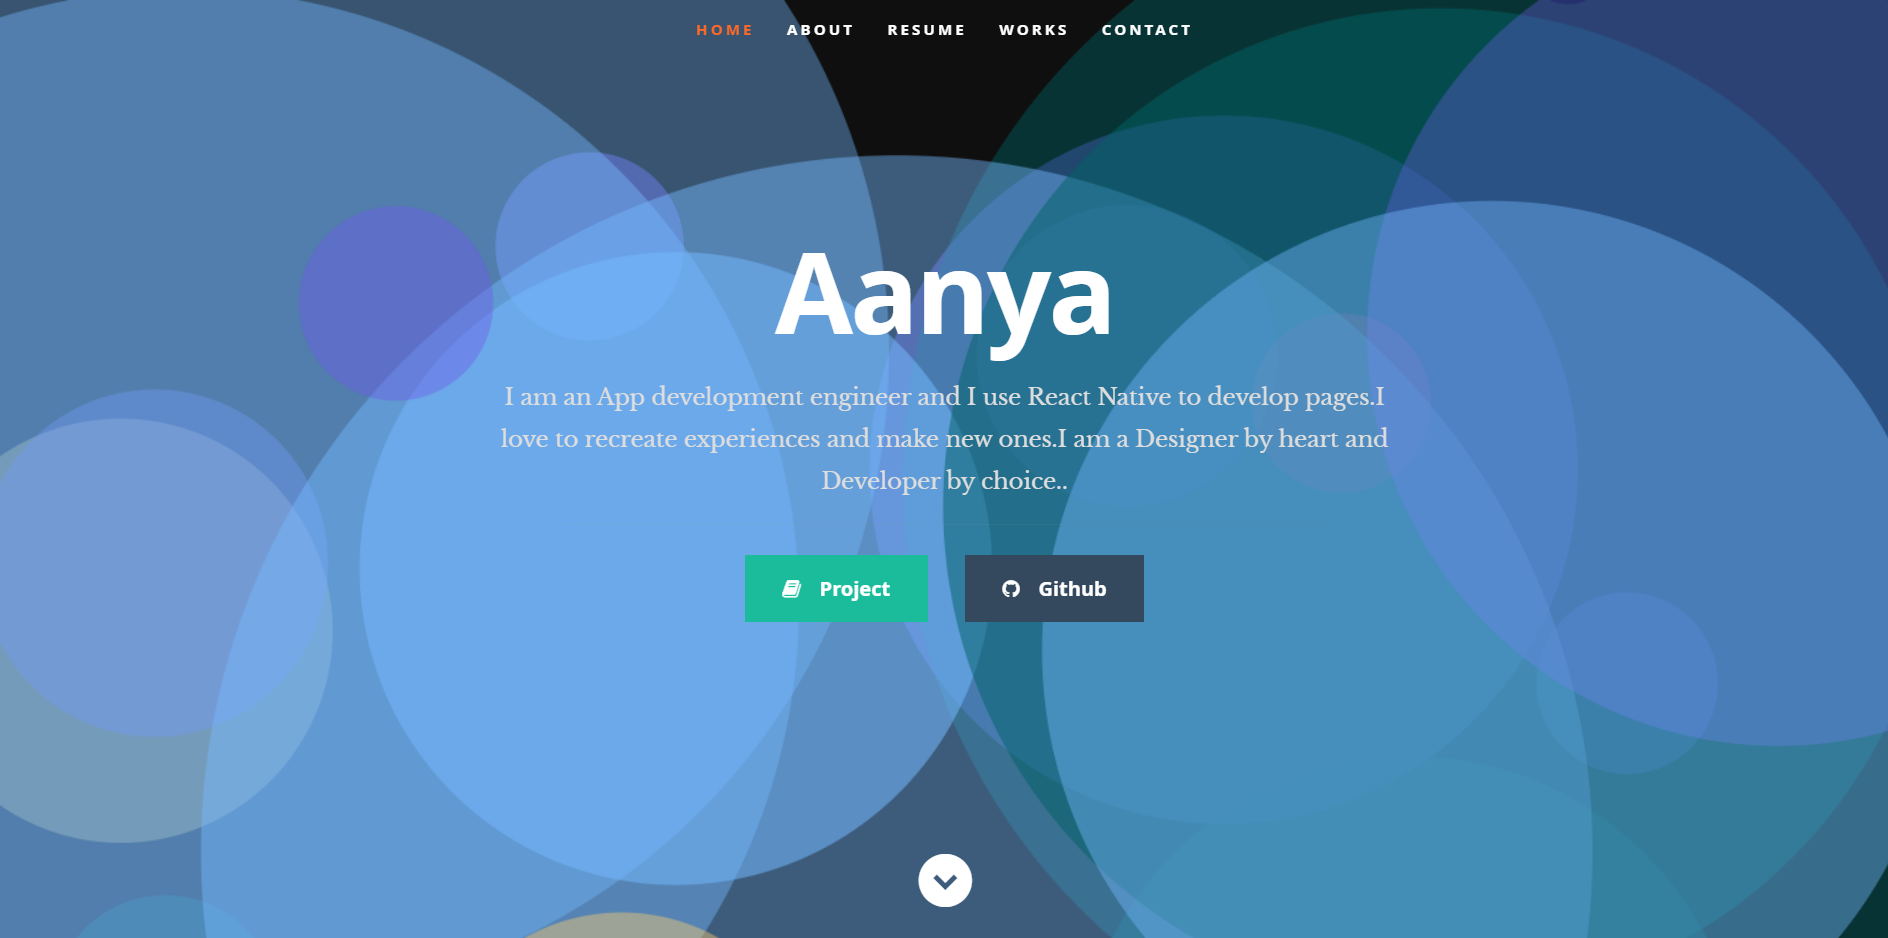 HOME ABOUT RESUME WORKS CONTACT
Aanya
I am an App development engineer and I use React Native to develop pages.I
love to recreate experiences and make new ones.I am a Designer by heart and
Developer by choice..
Project Github